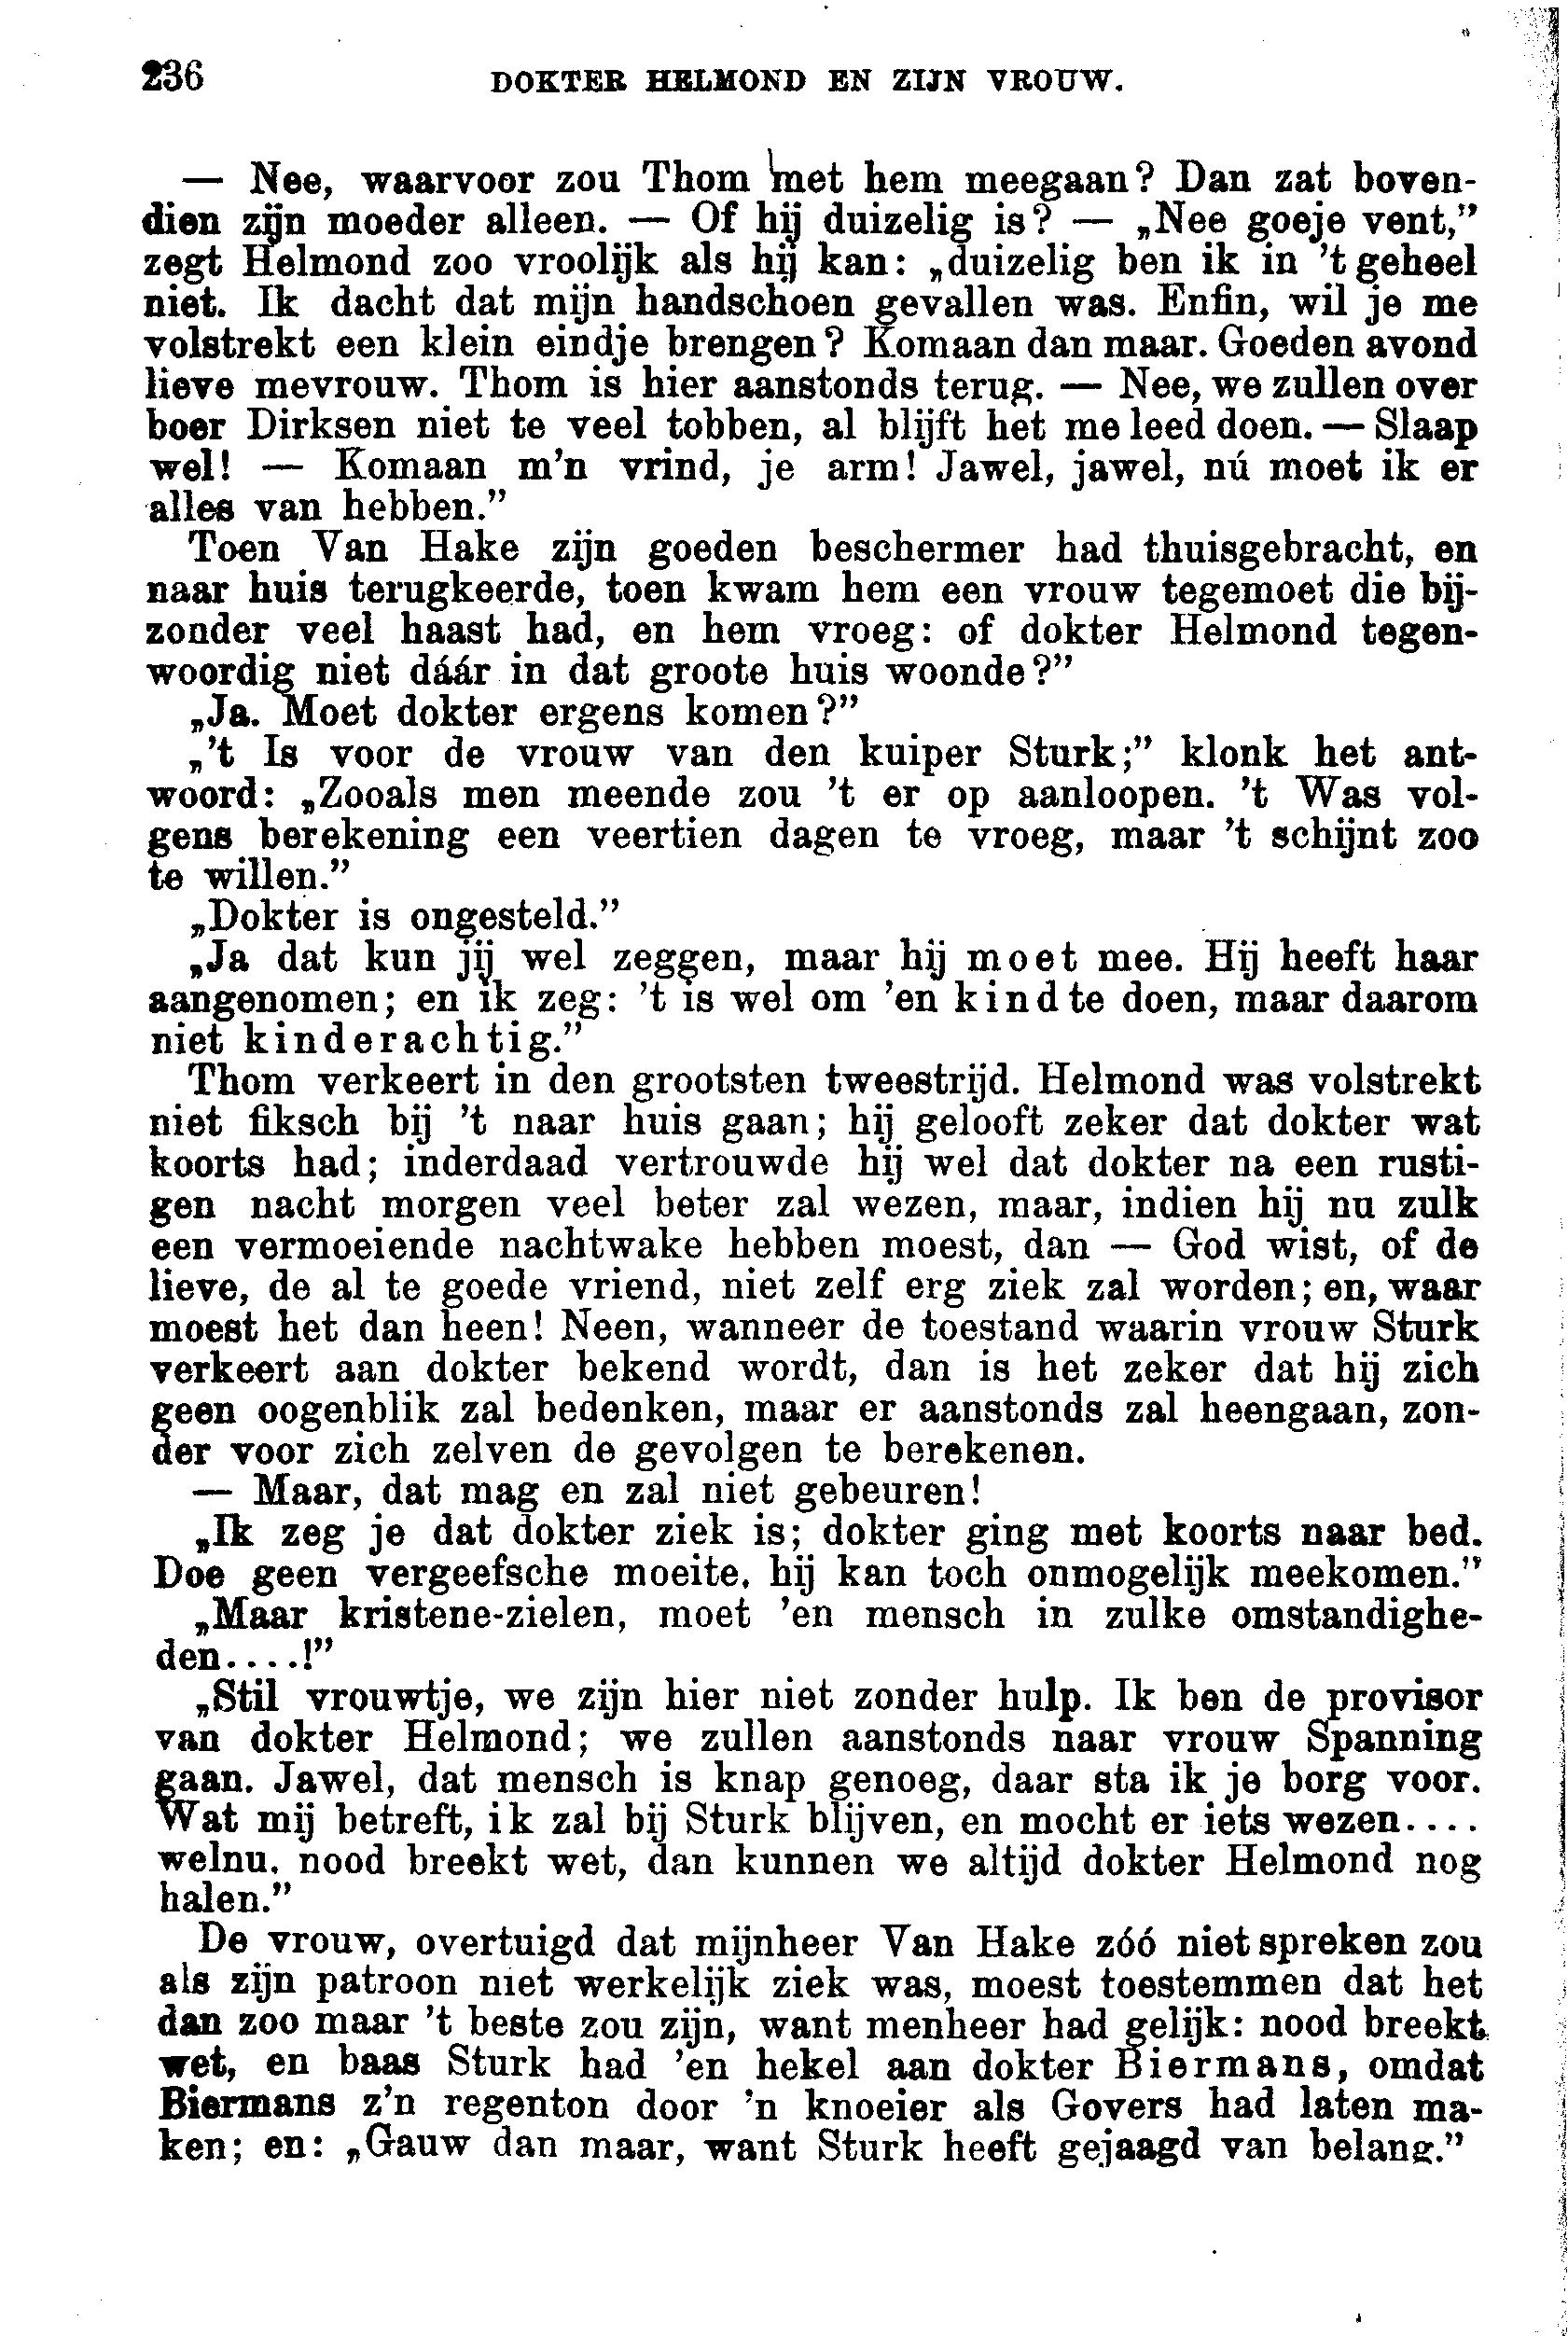 236 DOKTER HELMOND EN ZIJN VROUW.
— Nee, waarvoor zou Thom met hem meegaan? Dan zat boven-
dien zijn moeder alleen. — Of hij duizelig is? — „Nee goeje vent,”
zegt Helmond zoo vroolijk als hij kan: „duizelig ben ik in 't geheel
niet. Ik dacht dat mijn handschoen gevallen was. Enfin, wil je me
volstrekt een klein eindje brengen? Komaan dan maar. Goeden avond
lieve mevrouw. Thom is hier aanstonds terug. — Nee, we zullen over
boer Dirksen niet te veel tobben, al blijft het me leed doen. — Slaap
wel! — Komaan m'n vrind, je arm! Jawel, jawel, nú moet ik er
alles van hebben.”
Toen Van Hake zijn goeden beschermer had thuisgebracht, en
naar huis terugkeerde, toen kwam hem een vrouw tegemoet die bij-
zonder veel haast had, en hem vroeg: of dokter Helmond tegen-
woordig niet dáár in dat groote huis woonde?”
„Ja. Moet dokter ergens komen?”
„'t Is voor de vrouw van den kuiper Sturk;” klonk het ant-
woord: „Zooals men meende zou 't er op aanloopen. 't Was vol-
gens berekening een veertien dagen te vroeg, maar 't schijnt zoo
te willen.”
„Dokter is ongesteld.”
„Ja dat kun jij wel zeggen, maar hij moet mee. Hij heeft haar
aangenomen; en ik zeg: 't is wel om 'en kind te doen, maar daarom
niet kinderachtig.”
Thom verkeert in den grootsten tweestrijd. Helmond was volstrekt
niet fiksch bij 't naar huis gaan; hij gelooft zeker dat dokter wat
koorts had; inderdaad vertrouwde hij wel dat dokter na een rusti-
gen nacht morgen veel beter zal wezen, maar, indien hij nu zulk
een vermoeiende nachtwake hebben moest, dan — God wist, of de
lieve, de al te goede vriend, niet zelf erg ziek zal worden; en, waar
moest het dan heen! Neen, wanneer de toestand waarin vrouw Sturk
verkeert aan dokter bekend wordt, dan is het zeker dat hij zich
geen oogenblik zal bedenken, maar er aanstonds zal heengaan, zon-
der voor zich zelven de gevolgen te berekenen.
— Maar, dat mag en zal niet gebeuren!
„Ik zeg je dat dokter ziek is; dokter ging met koorts naar bed.
Doe geen vergeefsche moeite, hij kan toch onmogelijk meekomen.”
„Maar kristene-zielen, moet 'en mensch in zulke omstandighe-
den....!”
„Stil vrouwtje, we zijn hier niet zonder hulp. Ik ben de provisor
van dokter Helmond; we zullen aanstonds naar vrouw Spanning
gaan. Jawel, dat mensch is knap genoeg, daar sta ik je borg voor.
Wat mij betreft, ik zal bij Sturk blijven, en mocht er iets wezen....
welnu, nood breekt wet, dan kunnen we altijd dokter Helmond nog
halen.”
De vrouw, overtuigd dat mijnheer Van Hake zóó niet spreken zou
als zijn patroon niet werkelijk ziek was, moest toestemmen dat het
dan zoo maar 't beste zou zijn, want menheer had gelijk: nood breekt
wet, en baas Sturk had 'en hekel aan dokter Biermans, omdat
Biermans z'n regenton door 'n knoeier als Govers had laten ma-
ken; en: „Gauw dan maar, want Sturk heeft gejaagd van belang.”